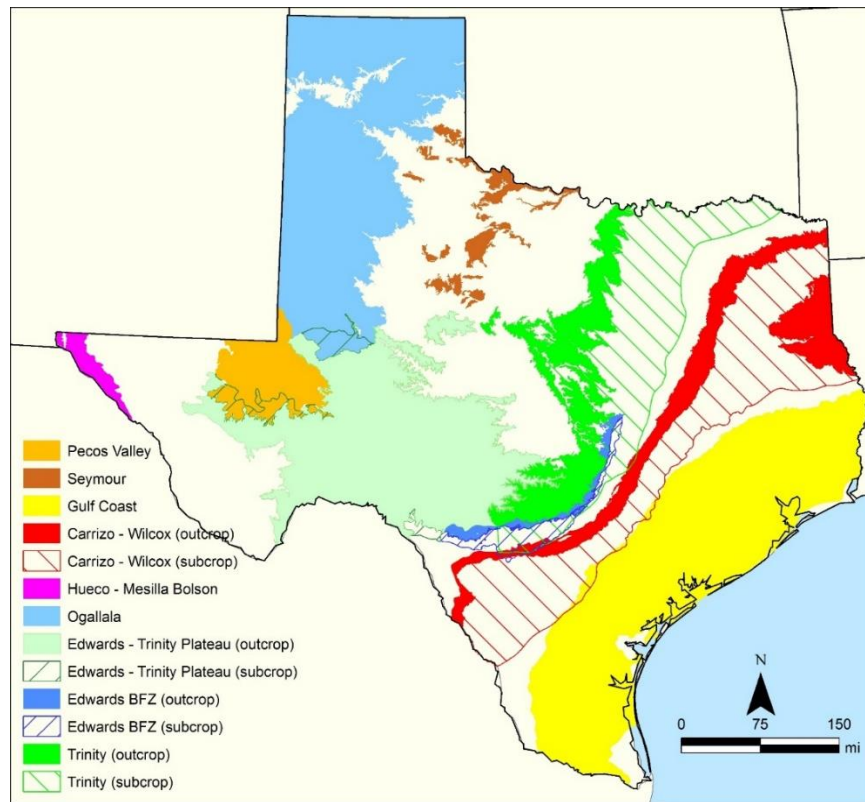 Pecos Valley
Seymour
Gulf Coast
Carrizo - Wilcox (outcrop)
Carrizo - Wilcox (subcrop)
Hueco - Mesilla Bolson
Ogallala
Edwards - Trinity Plateau (outcrop)
Edwards - Trinity Plateau (subcrop)
Edwards BFZ (outcrop)
Edwards BFZ (subcrop)
Trinity (outcrop)
Trinity (subcrop)
N
0 75 150
mi